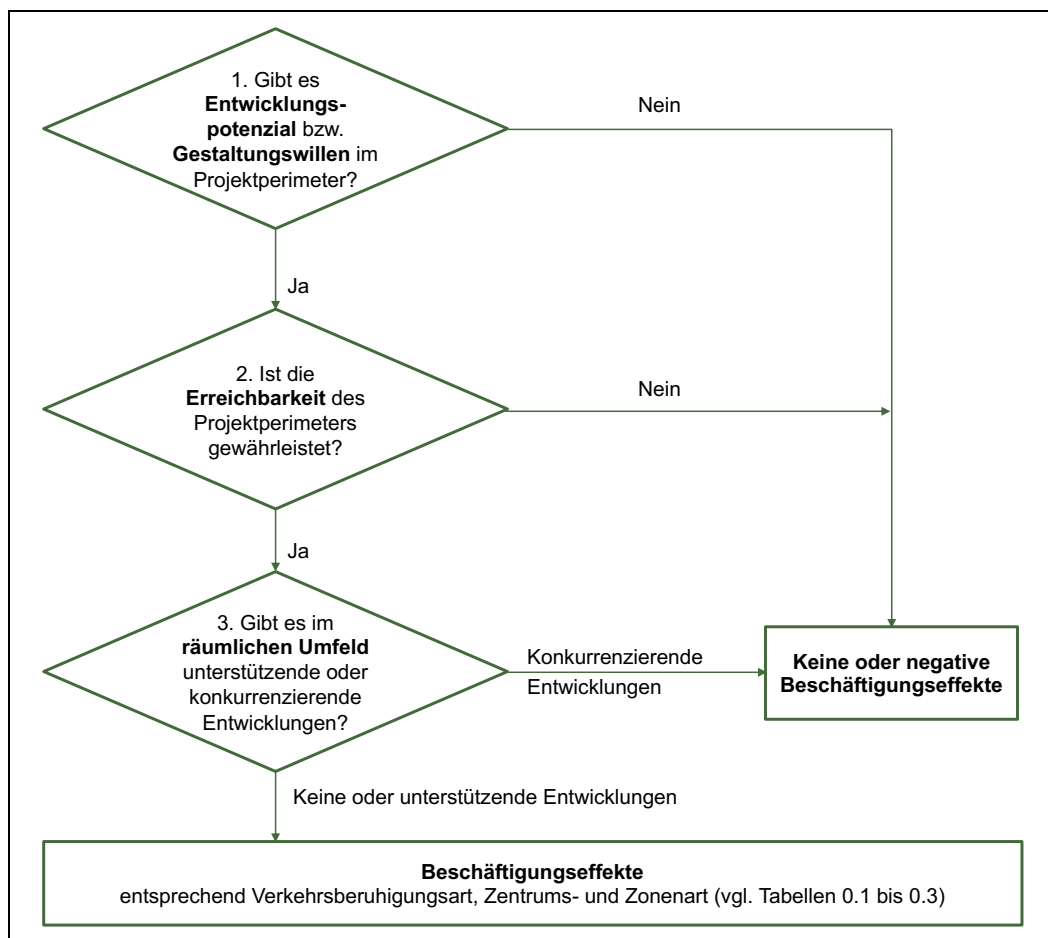 1. Gibt es
Entwicklungs-
potenzial bzw.
Gestaltungswillen im
Projektperimeter?
Nein
Ja
2. Ist die
Erreichbarkeit des
Projektperimeters
gewährleistet?
Nein
Ja
3. Gibt es im
räumlichen Umfeld
unterstützende oder
konkurrenzierende
Entwicklungen?
Konkurrenzierende
Entwicklungen
Keine oder negative
Beschäftigungseffekte
Keine oder unterstützende Entwicklungen
Beschäftigungseffekte
entsprechend Verkehrsberuhigungsart, Zentrums- und Zonenart (vgl. Tabellen 0.1 bis 0.3)